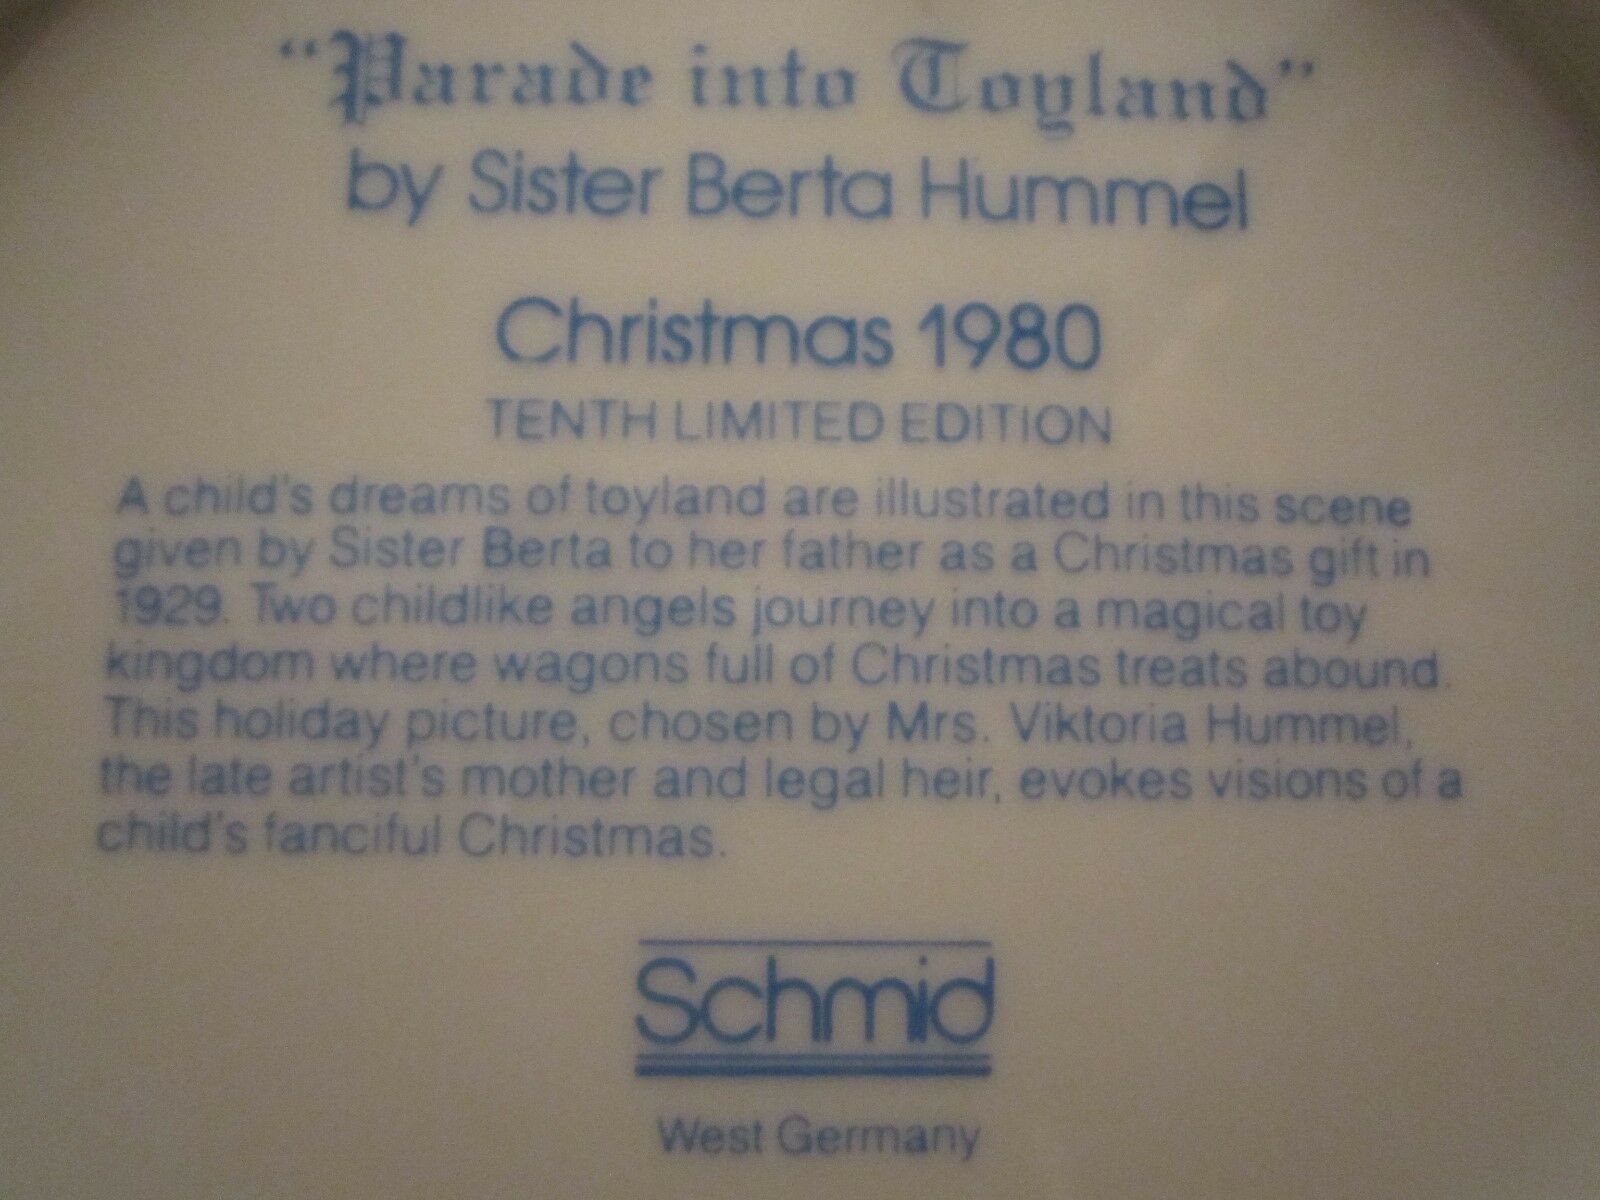 “Parade into Toyland”
by Sister Berta Hummel
Christmas 1980
TENTH LIMITED EDITION
A child's dreams of toyland are illustrated in this scene
given by Sister Berta to her father as a Christmas gift in
1929. Two childlike angels journey into a magical toy
kingdom where wagons full of Christmas treats abound.
This holiday picture, chosen by Mrs. Viktoria Hummel,
the late artist's mother and legal heir, evokes visions of a
child's fanciful Christmas.
Schmid
West Germany